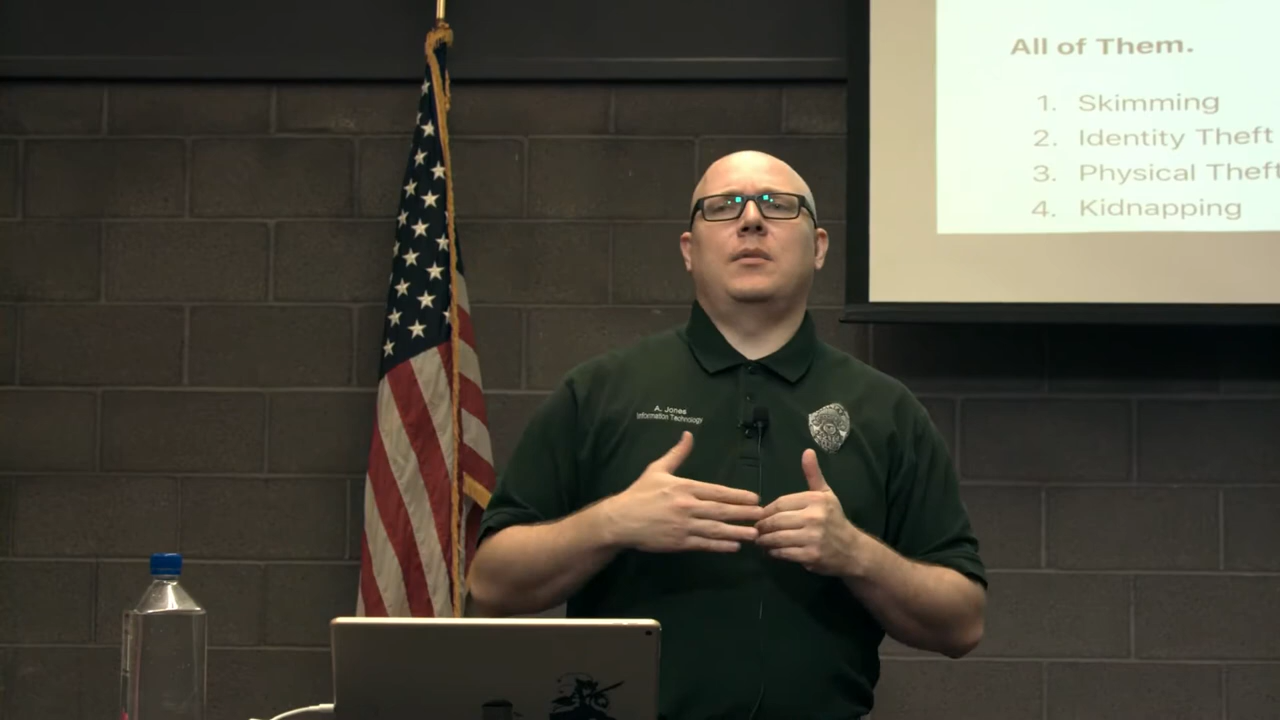 All of Them.
1. Skimming
2. Identity Theft
3. Physical Theft
4. Kidnapping
A. Jones
Information Technology